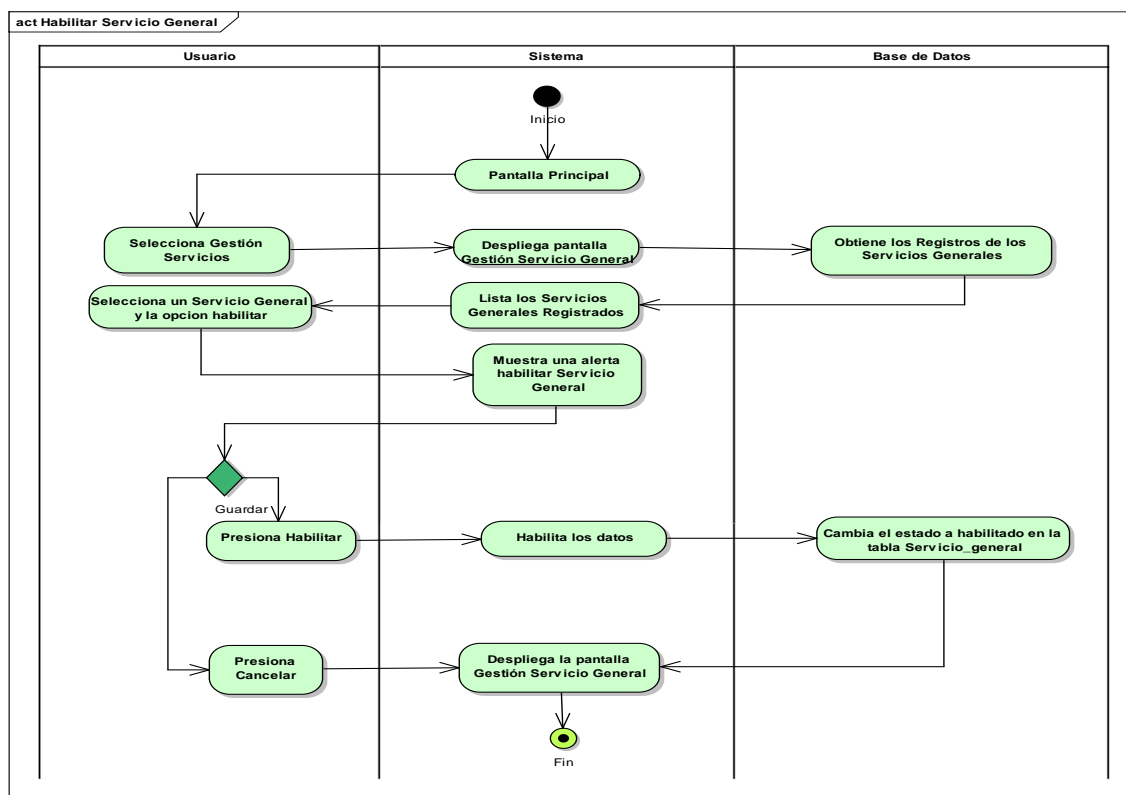 act Habilitar Servicio General
Usuario
Sistema
Base de Datos
Inicio
Pantalla Principal
Selecciona Gestión
Servicios
Despliega pantalla
Gestión Servicio General
Obtiene los Registros de los
Servicios Generales
Selecciona un Servicio General
y la opcion habilitar
Lista los Servicios
Generales Registrados
Muestra una alerta
habilitar Servicio
General
Guardar
Presiona Habilitar
Habilita los datos
Cambia el estado a habilitado en la
tabla Servicio_general
Presiona
Cancelar
Despliega la pantalla
Gestión Servicio General
Fin